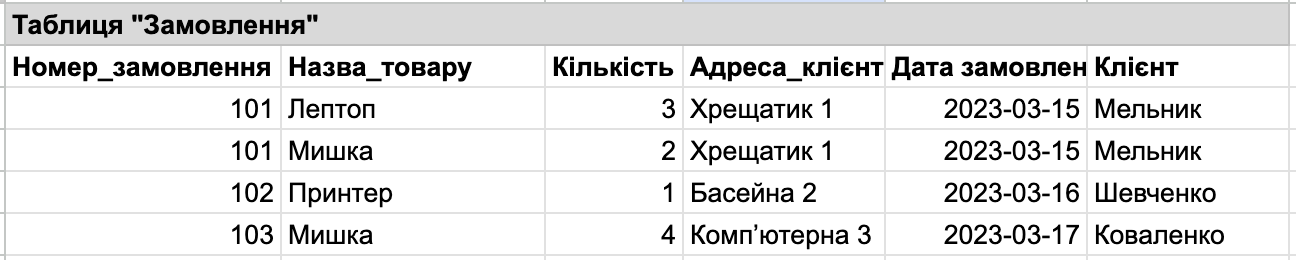 Таблиця "Замовлення"
Номер_замовлення Назва_товару Кількість Адреса_клієнт Дата замовлен Клієнт
101 Лептоп 3 Хрещатик 1 2023-03-15 Мельник
101 Мишка 2 Хрещатик 1 2023-03-15 Мельник
102 Принтер 1 Басейна 2 2023-03-16 Шевченко
103 Мишка 4 Комп’ютерна 3 2023-03-17 Коваленко